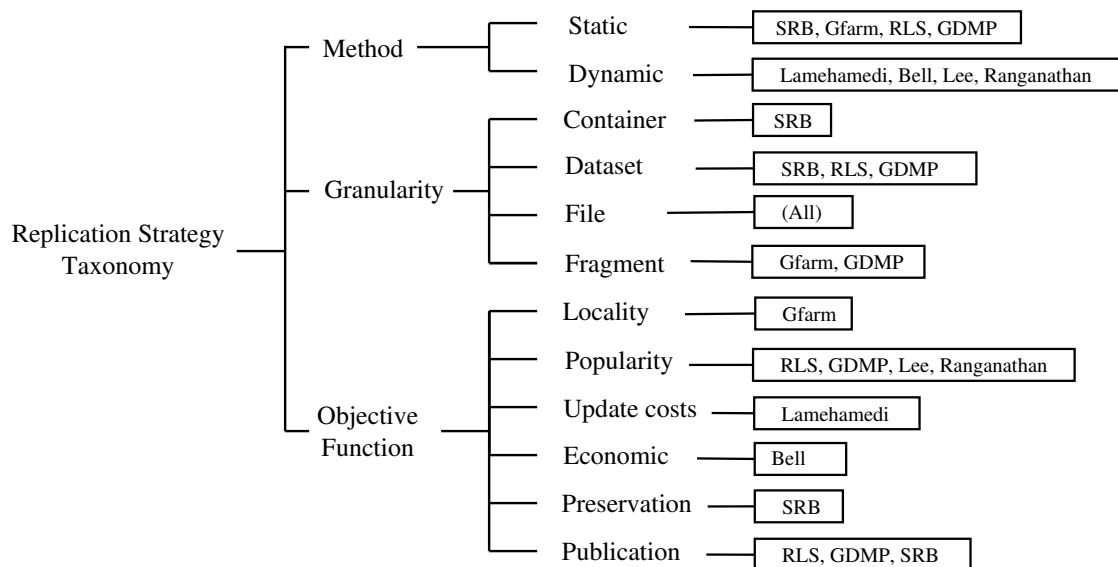 Replication Strategy
Taxonomy
Method
Static
SRB, Gfarm, RLS, GDMP
Dynamic
Lamehamedi, Bell, Lee, Ranganathan
Granularity
Container
SRB
Dataset
SRB, RLS, GDMP
File
(All)
Fragment
Gfarm, GDMP
Objective
Function
Locality
Gfarm
Popularity
RLS, GDMP, Lee, Ranganathan
Update costs
Lamehamedi
Economic
Bell
Preservation
SRB
Publication
RLS, GDMP, SRB